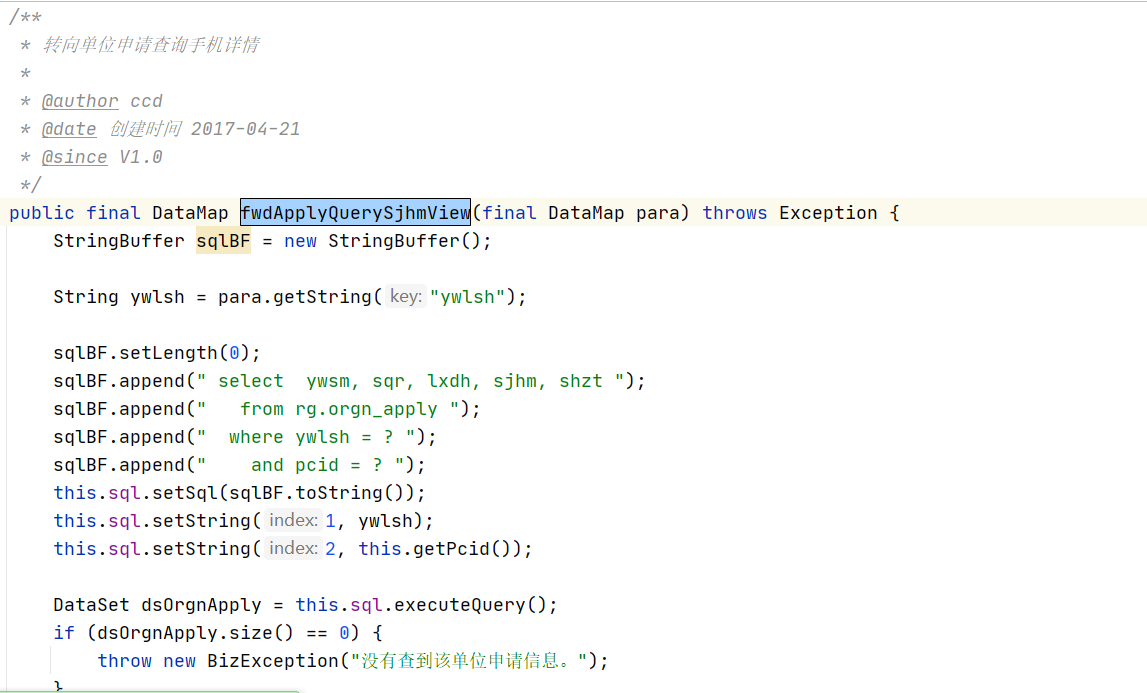 /**
 * 转向单位申请查询手机详情
 *
 * @author ccd
 * @date 创建时间 2017-04-21
 * @since V1.0
 */
public final DataMap fwdApplyQuerySjhmView(final DataMap para) throws Exception {
    StringBuffer sqlBF = new StringBuffer();
    String ywlsh = para.getString( key: "ywlsh");
    sqlBF.setLength(0);
    sqlBF.append(" select  ywsm, sqr, lxdh, sjhm, shzt ");
    sqlBF.append("   from rg.orgn_apply ");
    sqlBF.append("  where ywlsh = ? ");
    sqlBF.append("    and pcid = ? ");
    this.sql.setSql(sqlBF.toString());
    this.sql.setString( index: 1, ywlsh);
    this.sql.setString( index: 2, this.getPcid());
    DataSet dsOrgnApply = this.sql.executeQuery();
    if (dsOrgnApply.size() == 0) {
        throw new BizException("没有查到该单位申请信息。");
    }